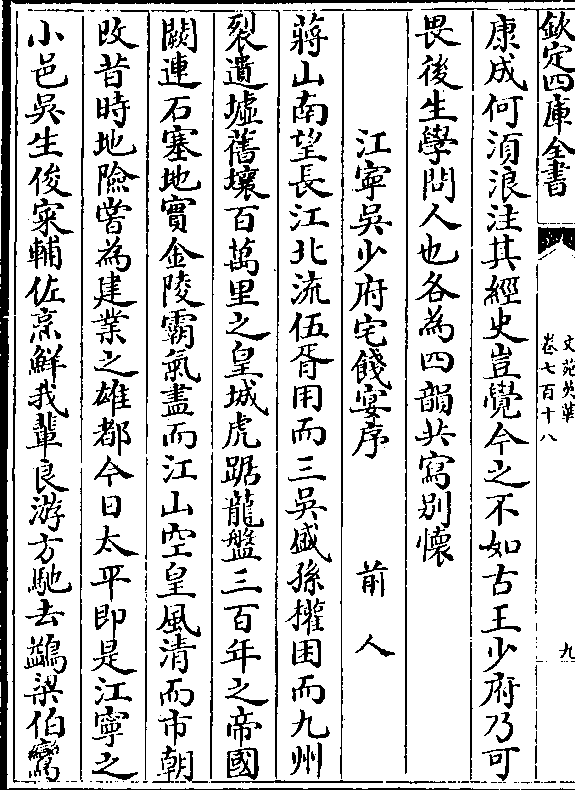 欽定四庫全書
文苑英華
卷七百十八
九
康成何須浪注其經史豈覺今之不如古王少府乃可
畏後生學問人也各為四韻共寫别懷
江寜吳少府宅餞宴序
前人
蔣山南望長江北流伍胥用而三吳盛孫權困而九州
裂遺墟舊壤百萬里之皇城虎踞龍盤三百年之帝國
闕連石塞地實金陵霸氣盡而江山空皇風清而市朝
改昔時地險嘗為建業之雄都今日太平即是江寜之
小邑吳生俊寀輔佐烹鮮我輩良游方馳去鷁梁伯鸞